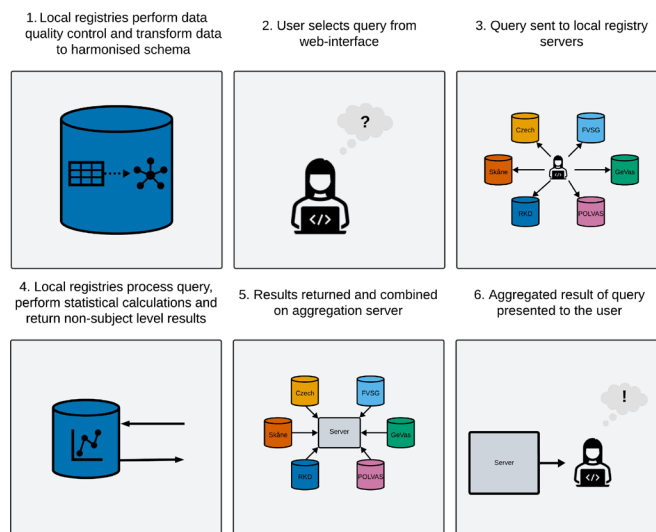 1. Local registries perform data
quality control and transform data
to harmonised schema
2. User selects query from
web-interface
3. Query sent to local registry
servers
?
</>
Czech
FVSG
Skåne
GeVas
</>
RKD
POLVAS
4. Local registries process query,
perform statistical calculations and
return non-subject level results
5. Results returned and combined
on aggregation server
6. Aggregated result of query
presented to the user
Czech
FVSG
Skåne
Server
GeVas
RKD
POLVAS
!
Server
</>